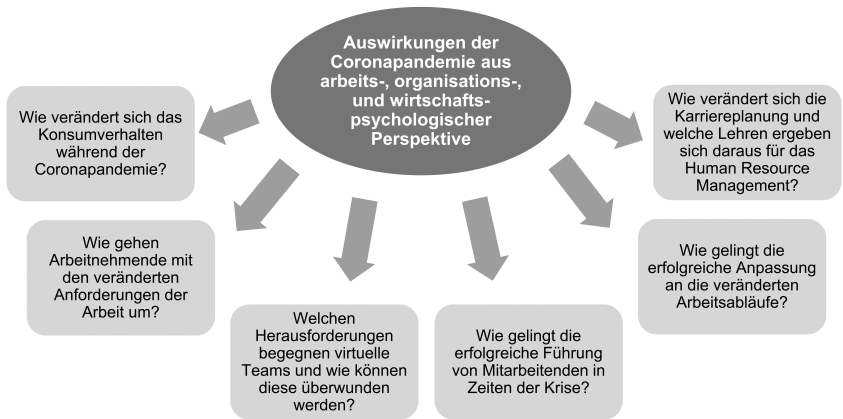 Auswirkungen der
Coronapandemie aus
arbeits-, organisations-,
und wirtschafts-
psychologischer
Perspektive
Wie verändert sich das
Konsumverhalten
während der
Coronapandemie?
Wie gehen
Arbeitnehmende mit
den veränderten
Anforderungen der
Arbeit um?
Welchen
Herausforderungen
begegnen virtuelle
Teams und wie können
diese überwunden
werden?
Wie gelingt die
erfolgreiche Führung
von Mitarbeitenden in
Zeiten der Krise?
Wie gelingt die
erfolgreiche Anpassung
an die veränderten
Arbeitsabläufe?
Wie verändert sich die
Karriereplanung und
welche Lehren ergeben
sich daraus für das
Human Resource
Management?